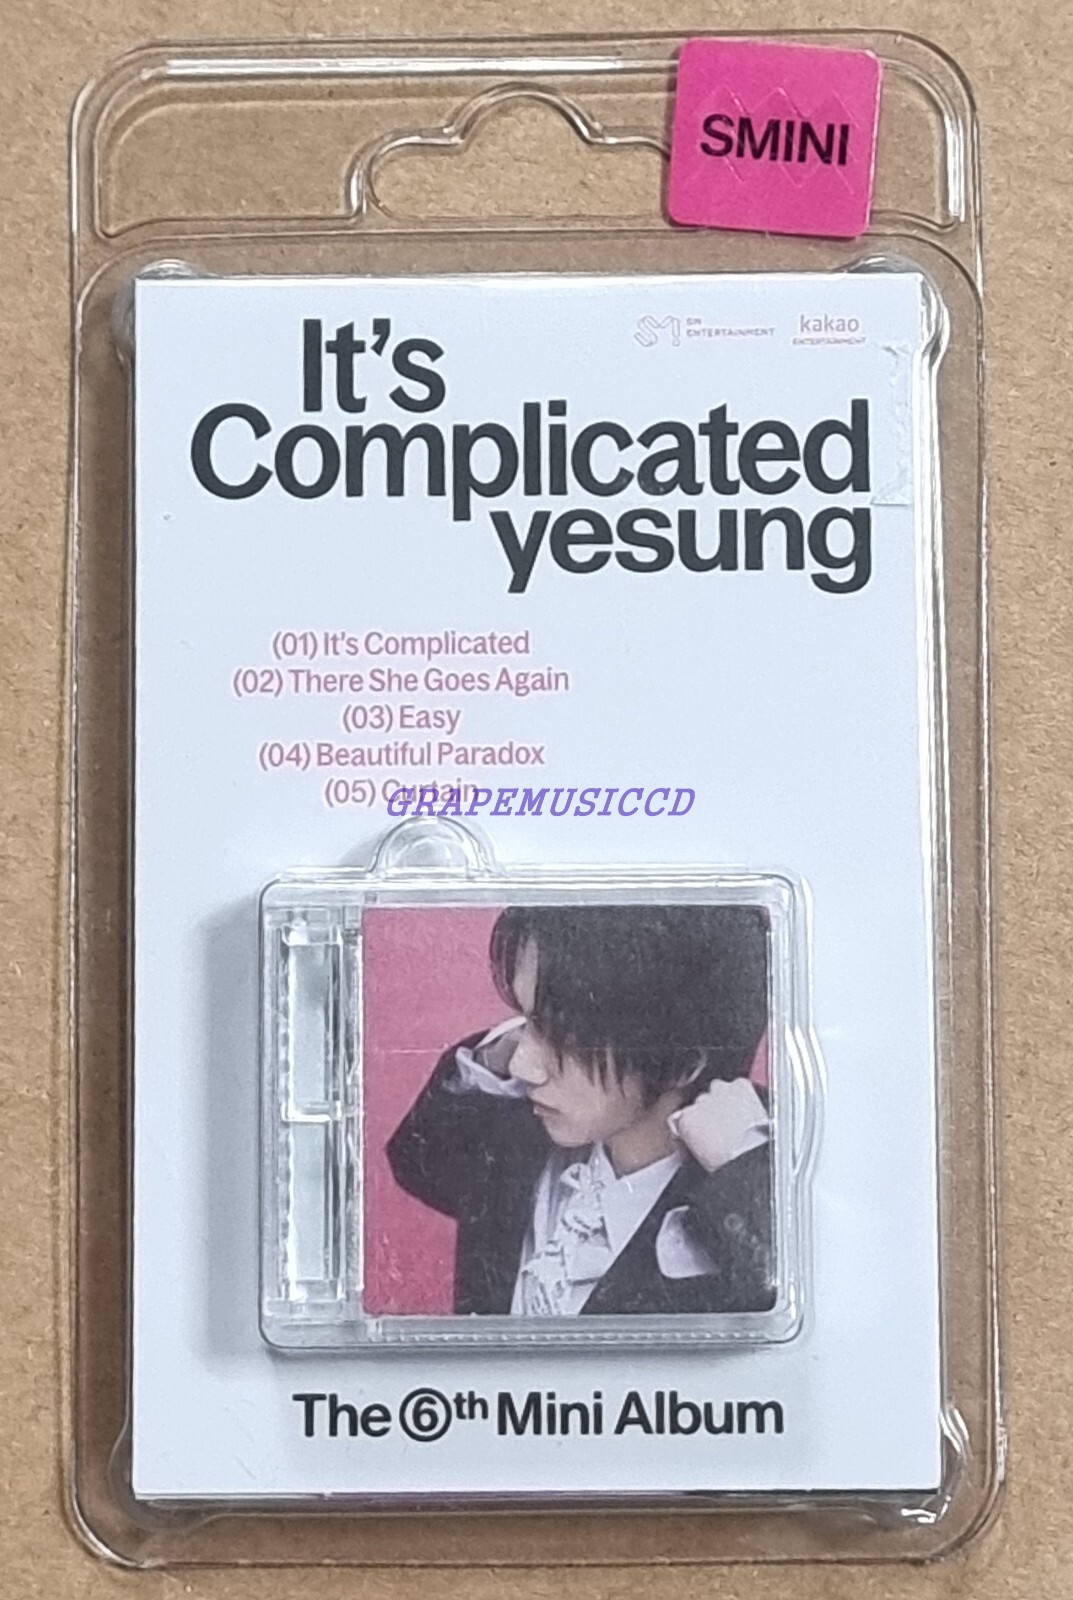 SMINI
It's
Complicated
yesung
SM ENTERTAINMENT
kakao
ENTERTAINMENT
(01) It's Complicated
(02) There She Goes Again
(03) Easy
(04) Beautiful Paradox
(05) Curtain
GRAPEMUSICCD
The 6th Mini Album